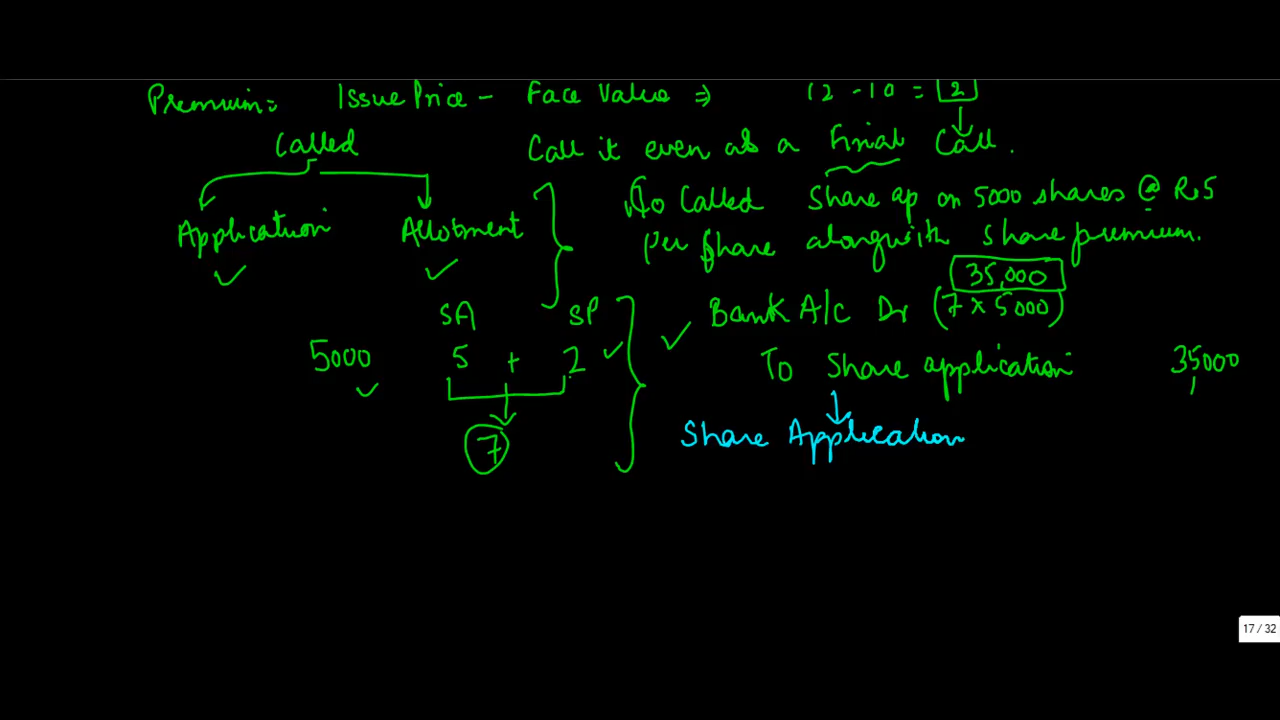 Premium = Issue Price - Face Value ⇒ 12 - 10 = 2
Called
Call it even as a Final Call.
To Called Share ap on 5000 shares @ Rs 5
Per Share alongwith share premium.
Application Allotment
35,000
SA SP
Bank A/c Dr (7 x 5000)
5000 5 + 2
To Share application 35000
7
Share Application
17 / 32